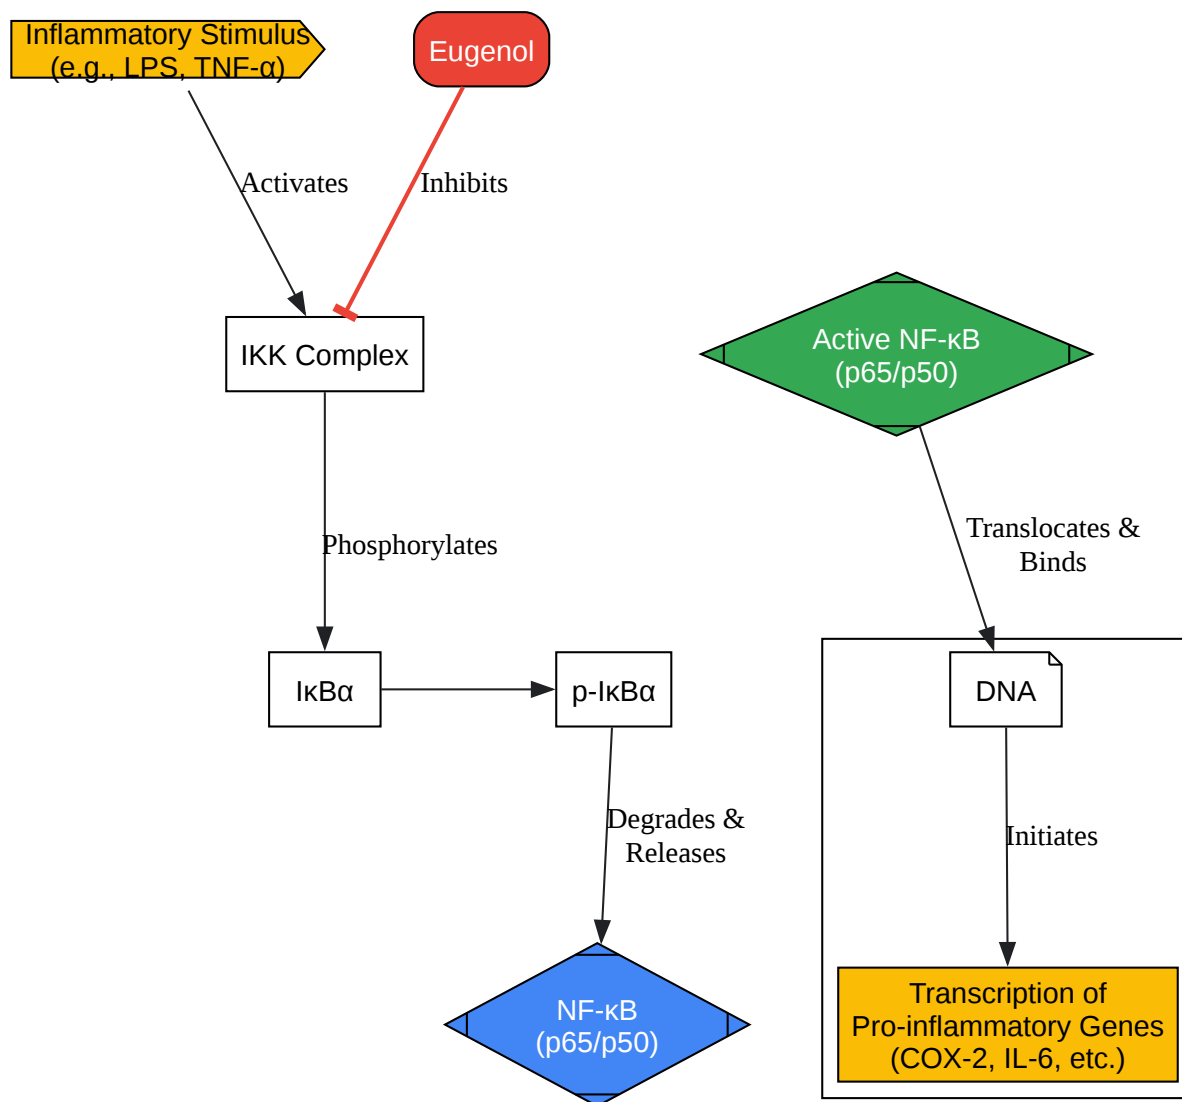 Inflammatory Stimulus
(e.g., LPS, TNF-α)
Eugenol
Activates
Inhibits
IKK Complex
Active NF-κB
(p65/p50)
Phosphorylates
Translocates &
Binds
IκBα
p-IκBα
DNA
Degrades &
Releases
Initiates
NF-κB
(p65/p50)
Transcription of
Pro-inflammatory Genes
(COX-2, IL-6, etc.)